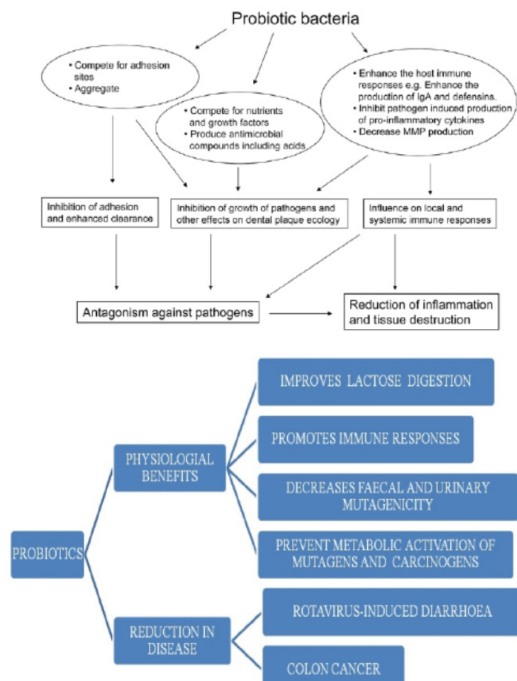 Probiotic bacteria
• Compete for adhesion
sites
• Aggregate
• Compete for nutrients
and growth factors
• Produce antimicrobial
compounds including acids
• Enhance the host immune
responses e.g. Enhance the
production of IgA and defensins.
• Inhibit pathogen induced production
of pro-inflammatory cytokines
• Decrease MMP production
Inhibition of adhesion
and enhanced clearance
Inhibition of growth of pathogens and
other effects on dental plaque ecology
Influence on local and
systemic immune responses
Antagonism against pathogens
Reduction of inflammation
and tissue destruction
PROBIOTICS
PHYSIOLOGIAL
BENEFITS
IMPROVES LACTOSE DIGESTION
PROMOTES IMMUNE RESPONSES
DECREASES FAECAL AND URINARY
MUTAGENICITY
PREVENT METABOLIC ACTIVATION OF
MUTAGENS AND CARCINOGENS
REDUCTION IN
DISEASE
ROTAVIRUS-INDUCED DIARRHOEA
COLON CANCER